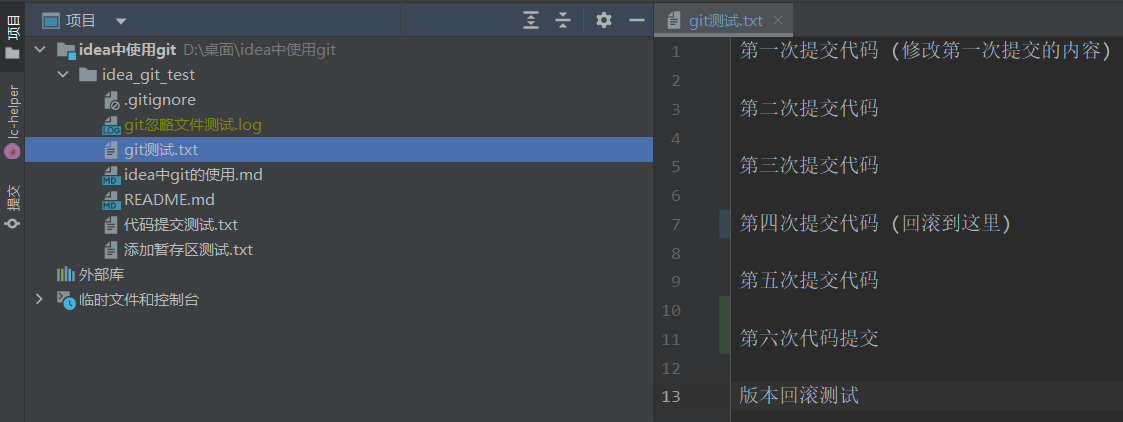 项目
lc-helper
提交
项目
idea中使用git D:\桌面\idea中使用git
idea_git_test
.gitignore
git忽略文件测试.log
git测试.txt
idea中git的使用.md
README.md
代码提交测试.txt
添加暂存区测试.txt
外部库
临时文件和控制台
git测试.txt
1 第一次提交代码 (修改第一次提交的内容)
2
3 第二次提交代码
4
5 第三次提交代码
6
7 第四次提交代码 (回滚到这里)
8
9 第五次提交代码
10
11 第六次代码提交
12
13 版本回滚测试